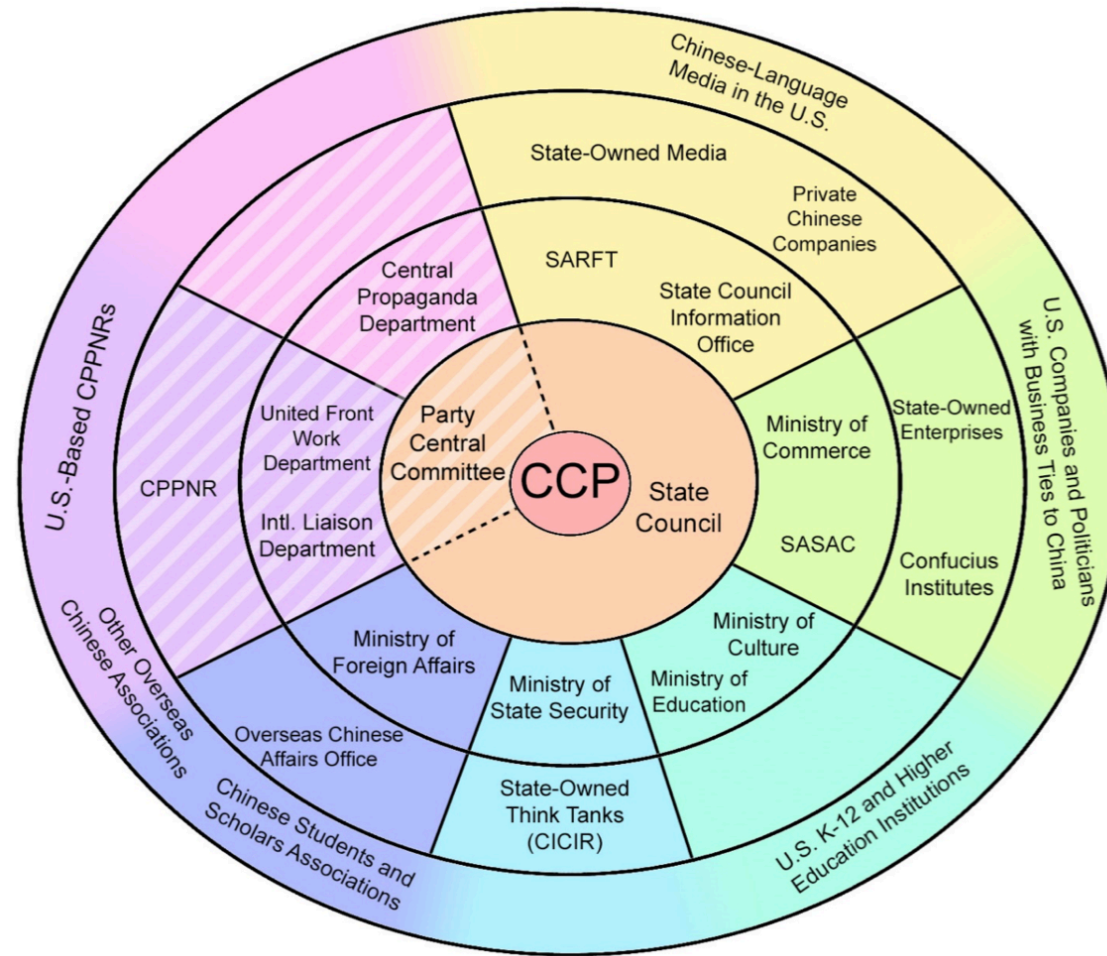 Chinese-Language
Media in the U.S.
State-Owned Media
Private
Chinese
Companies
SARFT
State Council
Information
Office
Central
Propaganda
Department
U.S.-Based CPPNRs
CPPNR
United Front
Work
Department
Intl. Liaison
Department
Party
Central
Committee
CCP
State
Council
Ministry of
Commerce
SASAC
State-Owned
Enterprises
Confucius
Institutes
U.S. Companies and Politicians
with Business Ties to China
Ministry of
Culture
Ministry of
Education
Ministry of
Foreign Affairs
Ministry of
State Security
Overseas Chinese
Affairs Office
State-Owned
Think Tanks
(CICIR)
Other Overseas
Chinese Associations
Chinese Students and
Scholars Associations
U.S. K-12 and Higher
Education Institutions